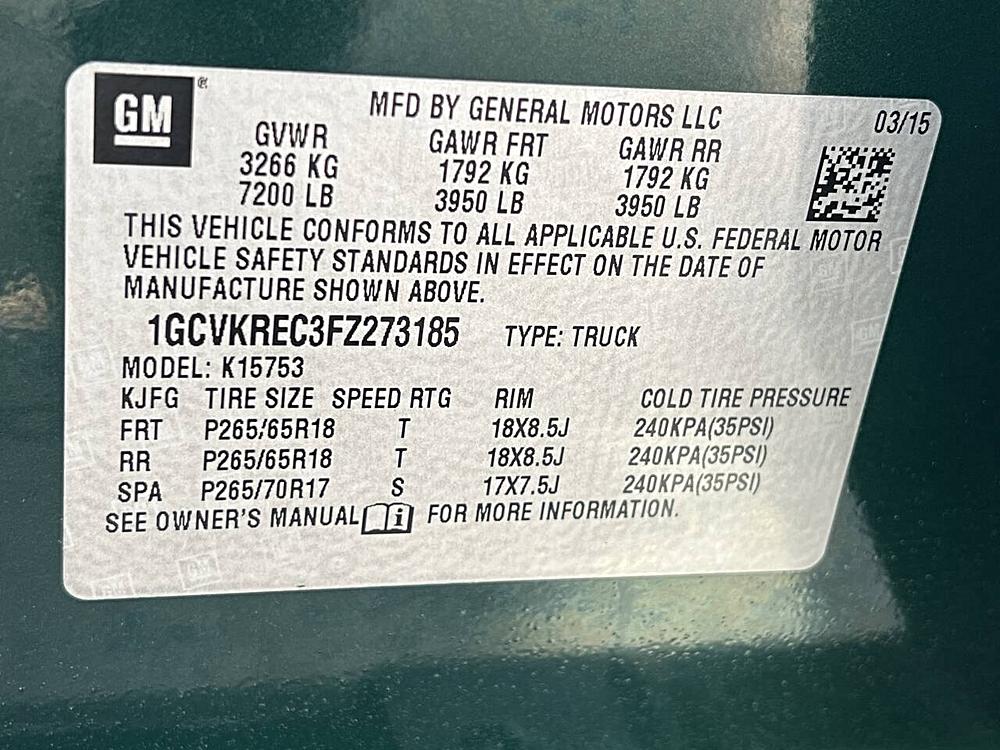 GM ®
MFD BY GENERAL MOTORS LLC 03/15
GVWR GAWR FRT GAWR RR
3266 KG 1792 KG 1792 KG
7200 LB 3950 LB 3950 LB
THIS VEHICLE CONFORMS TO ALL APPLICABLE U.S. FEDERAL MOTOR
VEHICLE SAFETY STANDARDS IN EFFECT ON THE DATE OF
MANUFACTURE SHOWN ABOVE.
1GCVKREC3FZ273185 TYPE: TRUCK
MODEL: K15753
KJFG TIRE SIZE SPEED RTG RIM COLD TIRE PRESSURE
FRT P265/65R18 T 18X8.5J 240KPA(35PSI)
RR P265/65R18 T 18X8.5J 240KPA(35PSI)
SPA P265/70R17 S 17X7.5J 240KPA(35PSI)
SEE OWNER'S MANUAL i FOR MORE INFORMATION.